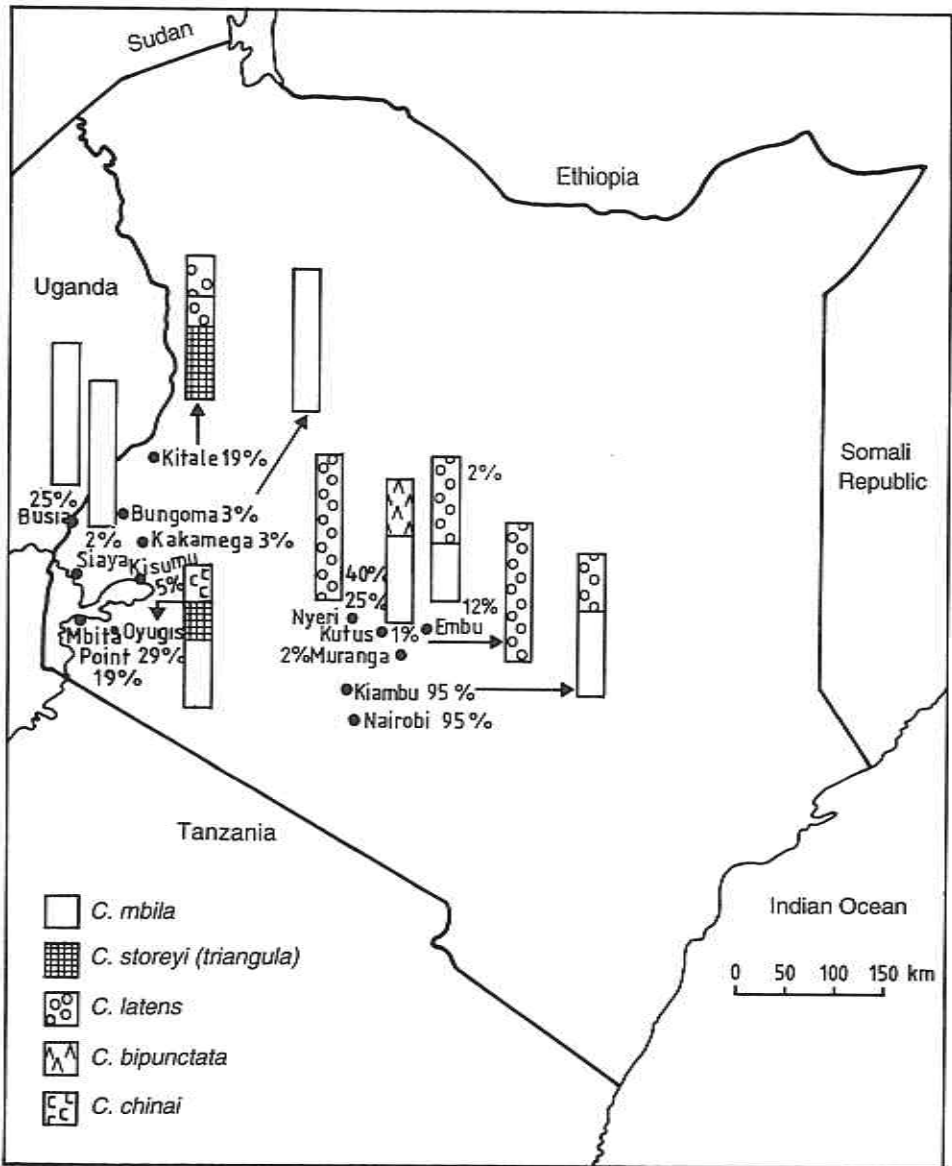 Sudan
Ethiopia
Uganda
Somali
Republic
Kitale 19%
2%
25%
Busia
Bungoma 3%
2%
Kakamega 3%
Siaya
Kisumu
5%
40%
25%
12%
Nyeri
Kutus 1%
Embu
Mbita
Oyugis
Point 29%
19%
2% Muranga
Kiambu 95%
Nairobi 95%
Tanzania
Indian Ocean
C. mbila
C. storeyi (triangula)
C. latens
C. bipunctata
C. chinai
0 50 100 150 km